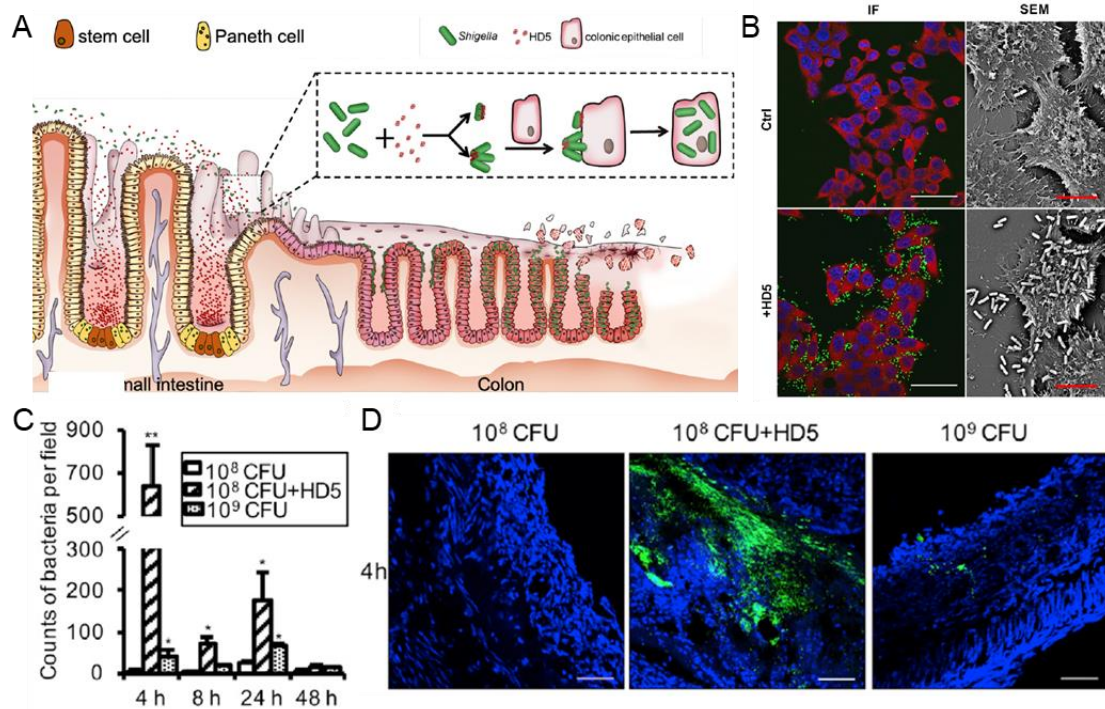 A
stem cell
Paneth cell
Shigella
HD5
colonic epithelial cell
nall intestine
Colon
B
IF
SEM
Ctrl
+HD5
C
Counts of bacteria per field
900
700
500
300
200
100
0
**
*
*
*
*
10⁸ CFU
10⁸ CFU+HD5
10⁹ CFU
4 h
8 h
24 h
48 h
D
10⁸ CFU
10⁸ CFU+HD5
10⁹ CFU
4h